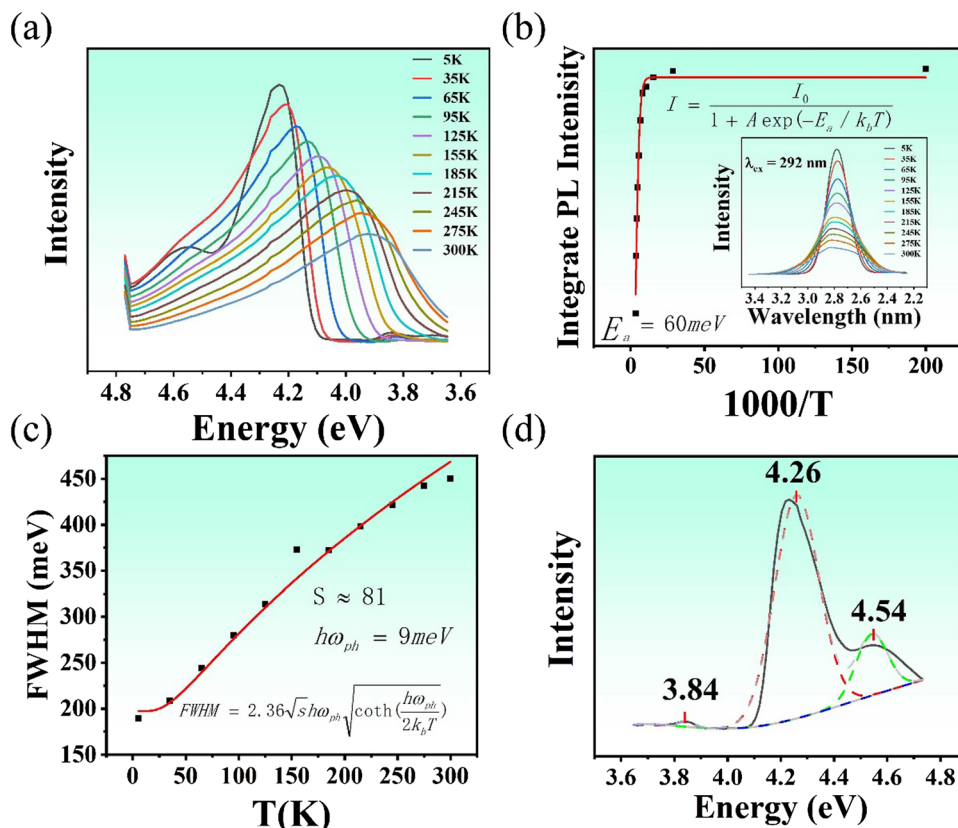 (a)
Intensity
5K
35K
65K
95K
125K
155K
185K
215K
245K
275K
300K
4.8 4.6 4.4 4.2 4.0 3.8 3.6
Energy (eV)
(b)
Integrate PL Intensity
I = I₀ / 1 + A exp(−Eₐ / k_bT)
λex = 292 nm
Intensity
5K
35K
65K
95K
125K
155K
185K
215K
245K
275K
300K
3.4 3.2 3.0 2.8 2.6 2.4 2.2
Wavelength (nm)
Eₐ = 60meV
0 50 100 150 200
1000/T
(c)
FWHM (meV)
450
400
350
300
250
200
150
S ≈ 81
hω_ph = 9meV
FWHM = 2.36√s hω_ph √coth(hω_ph / 2k_bT)
0 50 100 150 200 250 300
T(K)
(d)
Intensity
4.26
4.54
3.84
3.6 3.8 4.0 4.2 4.4 4.6 4.8
Energy (eV)